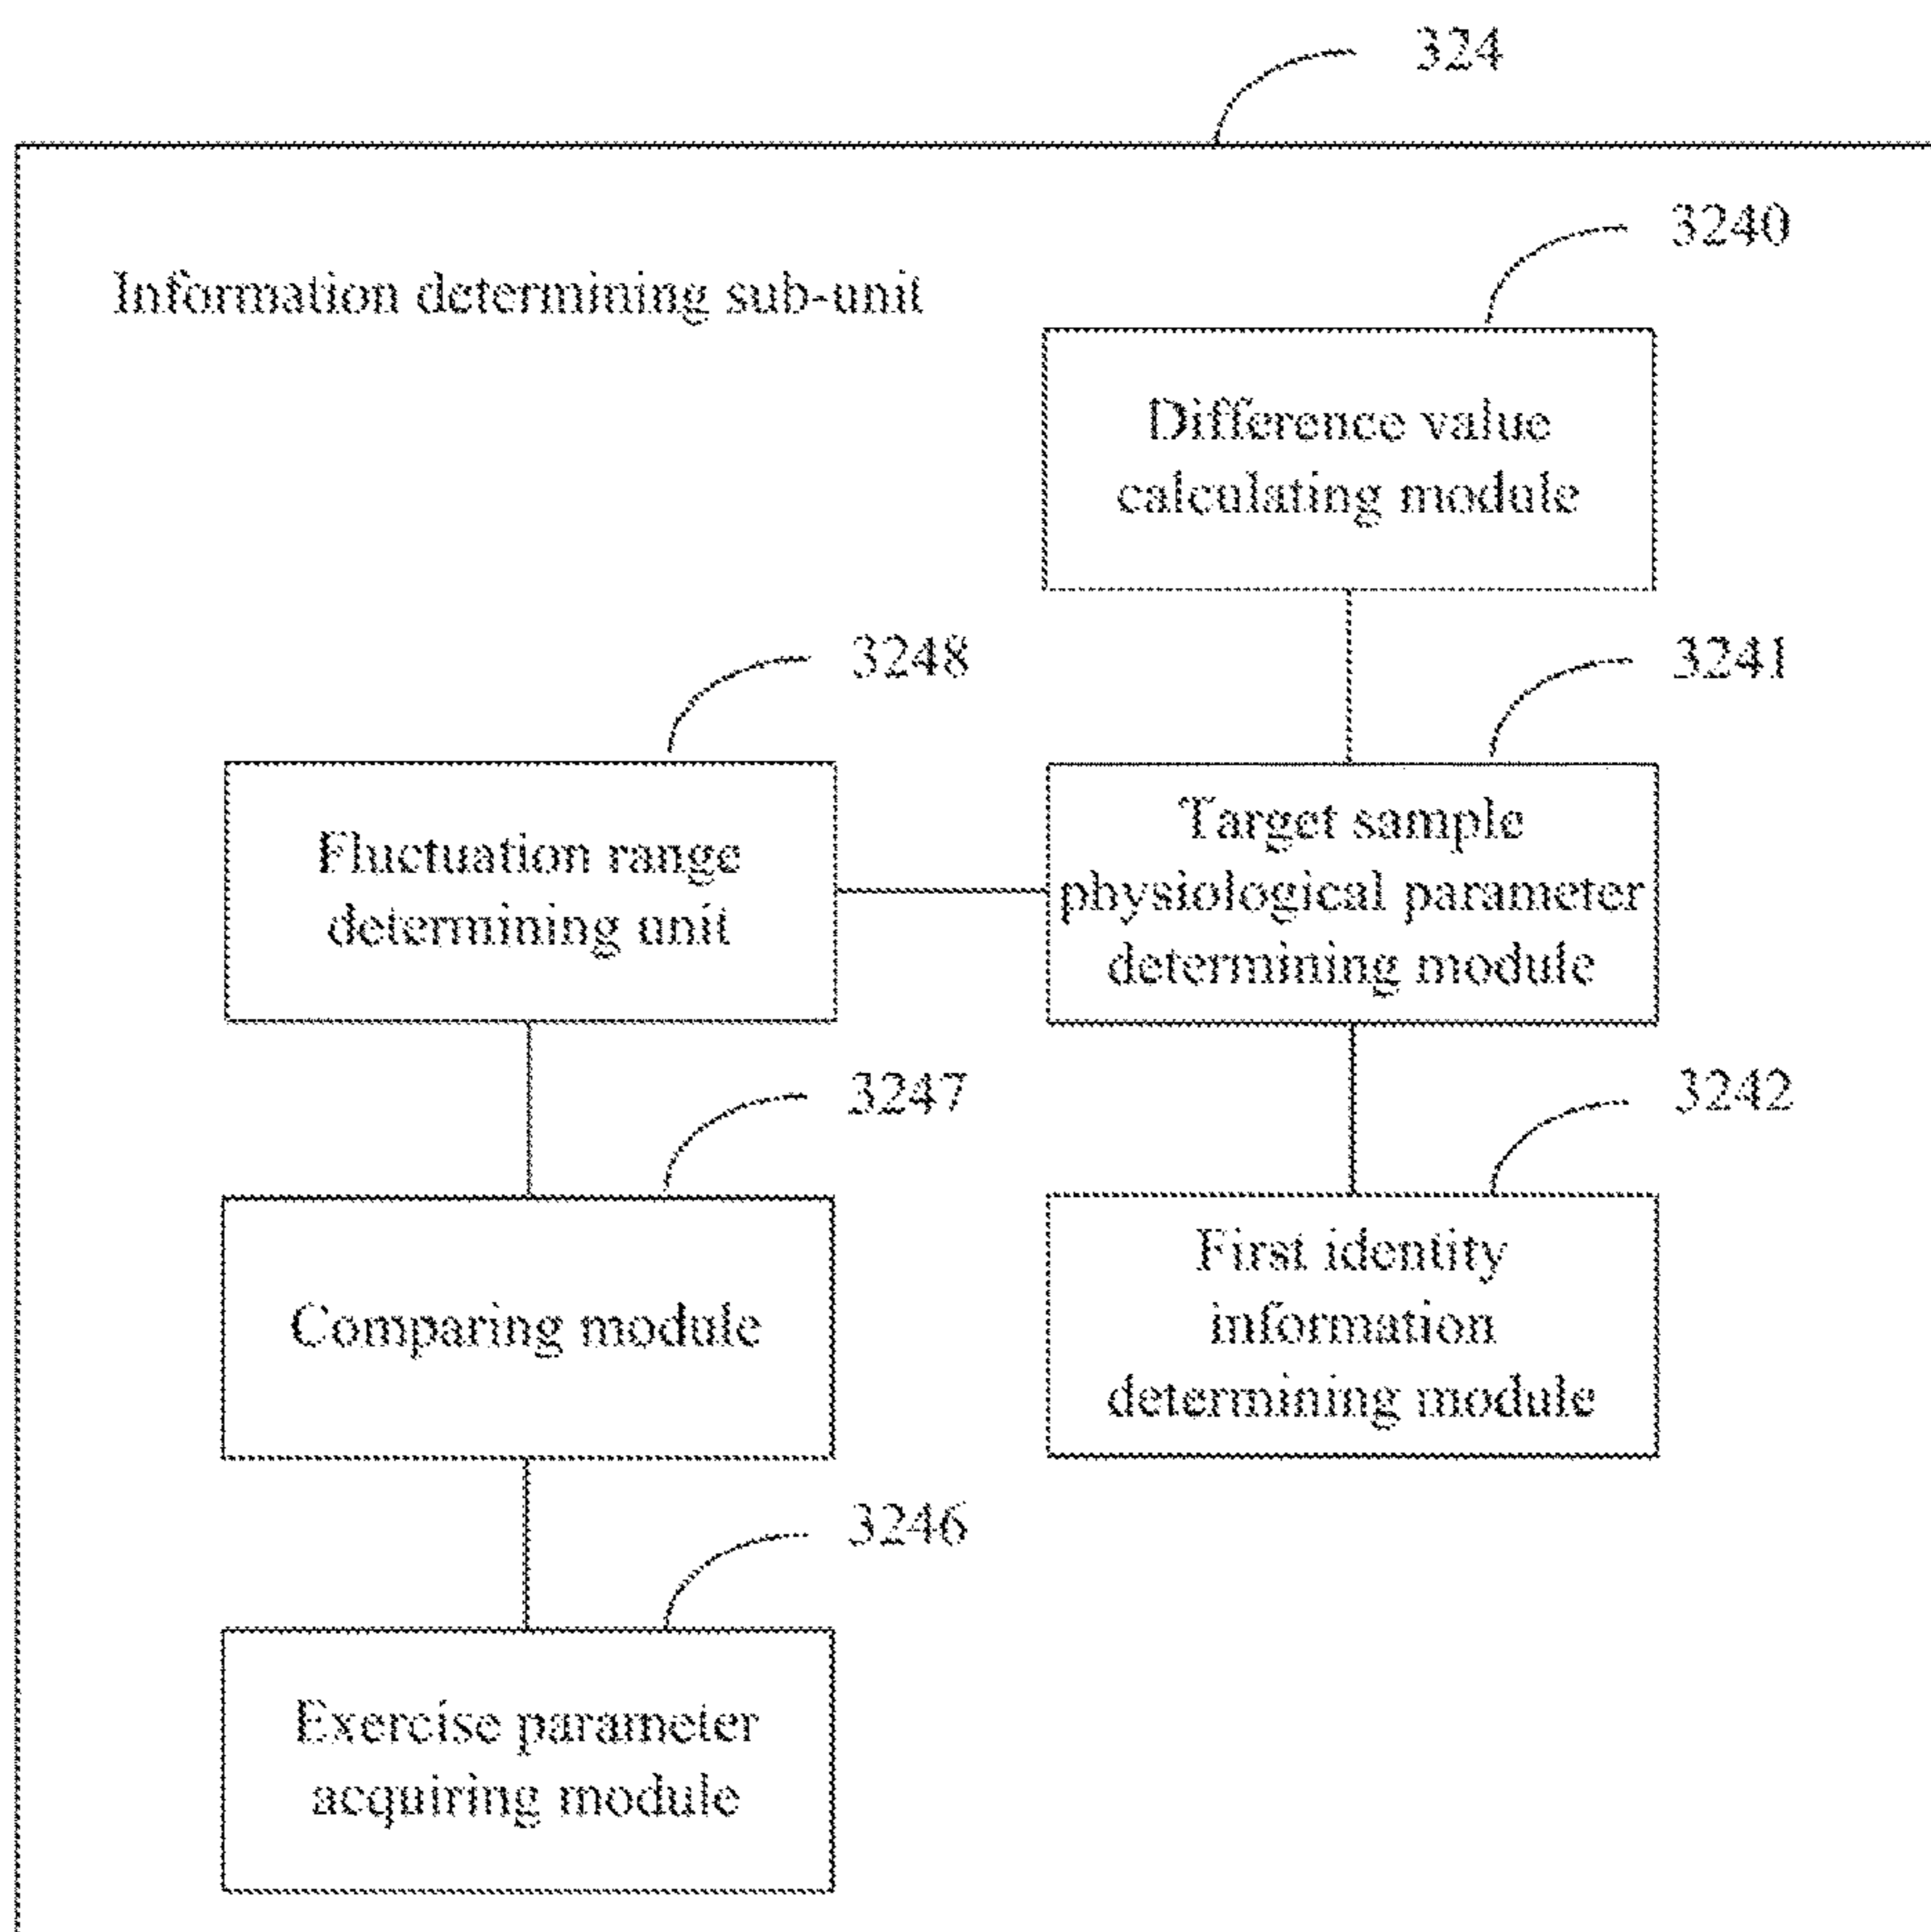 324
3240
Information determining sub-unit
Difference value
calculating module
3248
3241
Fluctuation range
determining unit
Target sample
physiological parameter
determining module
3247
3242
Comparing module
First identity
information
determining module
3246
Exercise parameter
acquiring module